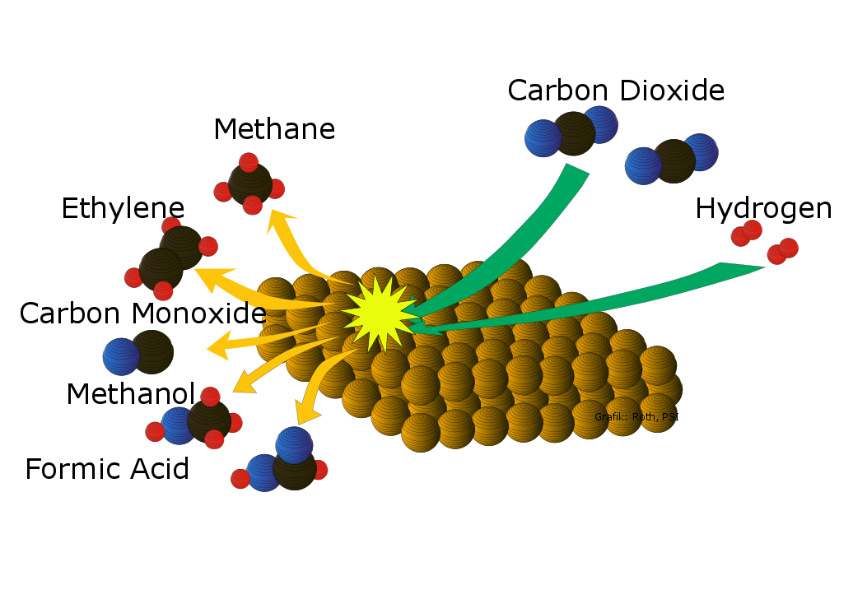 Carbon Dioxide
Methane
Ethylene
Hydrogen
Carbon Monoxide
Methanol
Grafik: Roth, PSI
Formic Acid